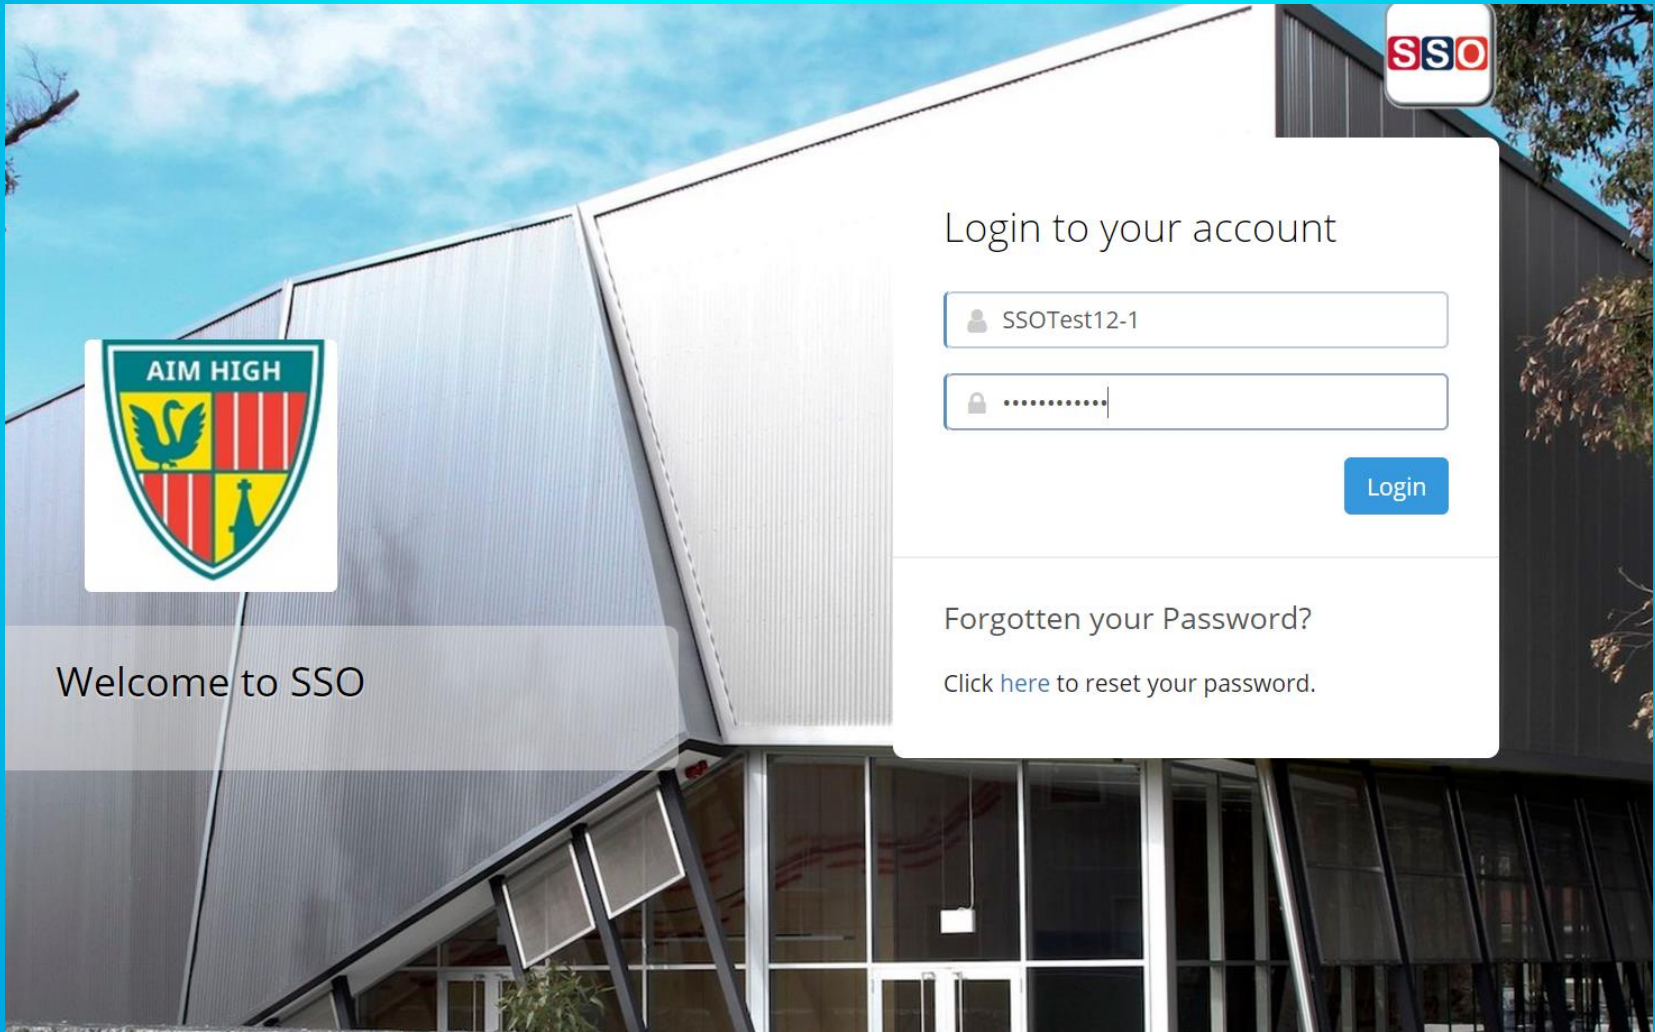 SSO
AIM HIGH
Welcome to SSO
Login to your account
SSOTest12-1
••••••••••••
Login
Forgotten your Password?
Click here to reset your password.